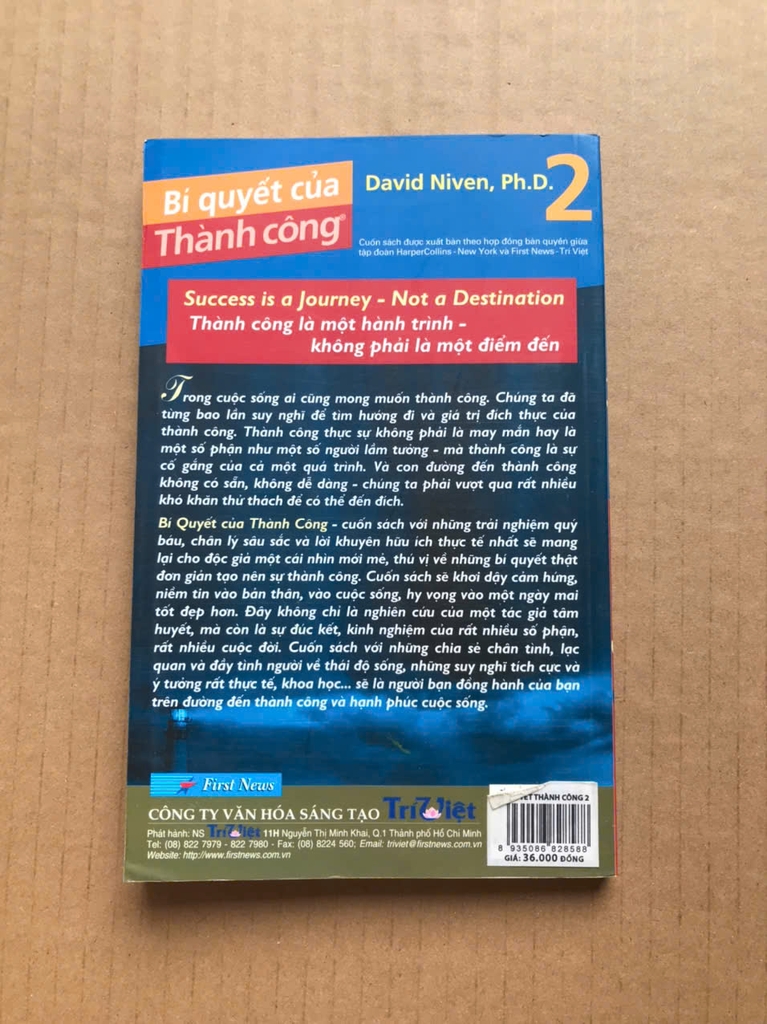 Bí quyết của
Thành công®
David Niven, Ph.D.
2
Cuốn sách được xuất bản theo hợp đồng bản quyền giữa
tập đoàn HarperCollins - New York và First News - Trí Việt
Success is a Journey - Not a Destination
Thành công là một hành trình -
không phải là một điểm đến
Trong cuộc sống ai cũng mong muốn thành công. Chúng ta đã
từng bao lần suy nghĩ để tìm hướng đi và giá trị đích thực của
thành công. Thành công thực sự không phải là may mắn hay là
một số phận như một số người lầm tưởng - mà thành công là sự
cố gắng của cả một quá trình. Và con đường đến thành công
không có sẵn, không dễ dàng - chúng ta phải vượt qua rất nhiều
khó khăn thử thách để có thể đến đích.
Bí Quyết của Thành Công - cuốn sách với những trải nghiệm quý
báu, chân lý sâu sắc và lời khuyên hữu ích thực tế nhất sẽ mang
lại cho độc giả một cái nhìn mới mẻ, thú vị về những bí quyết thật
đơn giản tạo nên sự thành công. Cuốn sách sẽ khơi dậy cảm hứng,
niềm tin vào bản thân, vào cuộc sống, hy vọng vào một ngày mai
tốt đẹp hơn. Đây không chỉ là nghiên cứu của một tác giả tâm
huyết, mà còn là sự đúc kết, kinh nghiệm của rất nhiều số phận,
rất nhiều cuộc đời. Cuốn sách với những chia sẻ chân tình, lạc
quan và đầy tình người về thái độ sống, những suy nghĩ tích cực và
ý tưởng rất thực tế, khoa học... sẽ là người bạn đồng hành của bạn
trên đường đến thành công và hạnh phúc cuộc sống.
First News
CÔNG TY VĂN HÓA SÁNG TẠO Trí Việt
Phát hành: NS Trí Việt 11H Nguyễn Thị Minh Khai, Q.1 Thành phố Hồ Chí Minh
Tel: (08) 822 7979 - 822 7980 - Fax: (08) 8224 560; Email: triviet@firstnews.com.vn
Website: http://www.firstnews.com.vn
THÀNH CÔNG 2
8 935086 828588
GIÁ: 36.000 ĐỒNG